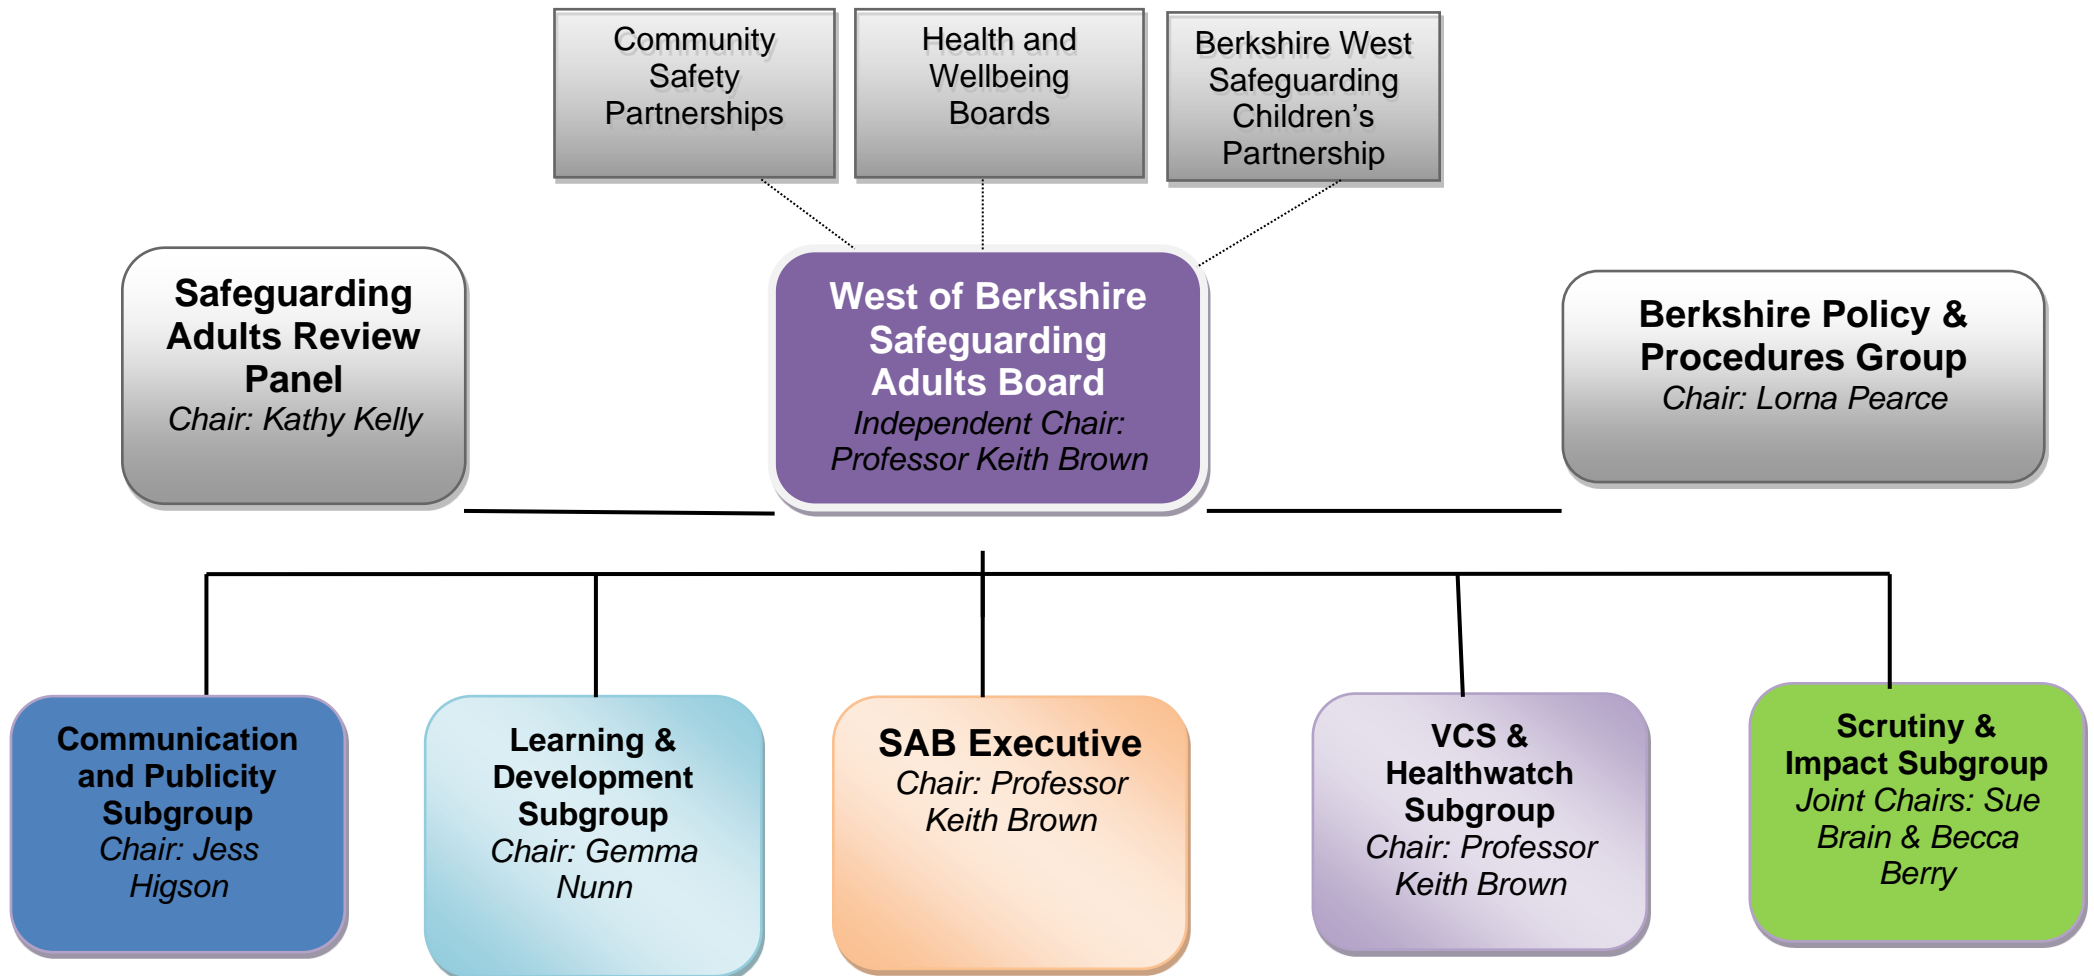 Community
Safety
Partnerships
Health and
Wellbeing
Boards
Berkshire West
Safeguarding
Children’s
Partnership
Safeguarding
Adults Review
Panel
Chair: Kathy Kelly
West of Berkshire
Safeguarding
Adults Board
Independent Chair:
Professor Keith Brown
Berkshire Policy &
Procedures Group
Chair: Lorna Pearce
Communication
and Publicity
Subgroup
Chair: Jess
Higson
Learning &
Development
Subgroup
Chair: Gemma
Nunn
SAB Executive
Chair: Professor
Keith Brown
VCS &
Healthwatch
Subgroup
Chair: Professor
Keith Brown
Scrutiny &
Impact Subgroup
Joint Chairs: Sue
Brain & Becca
Berry